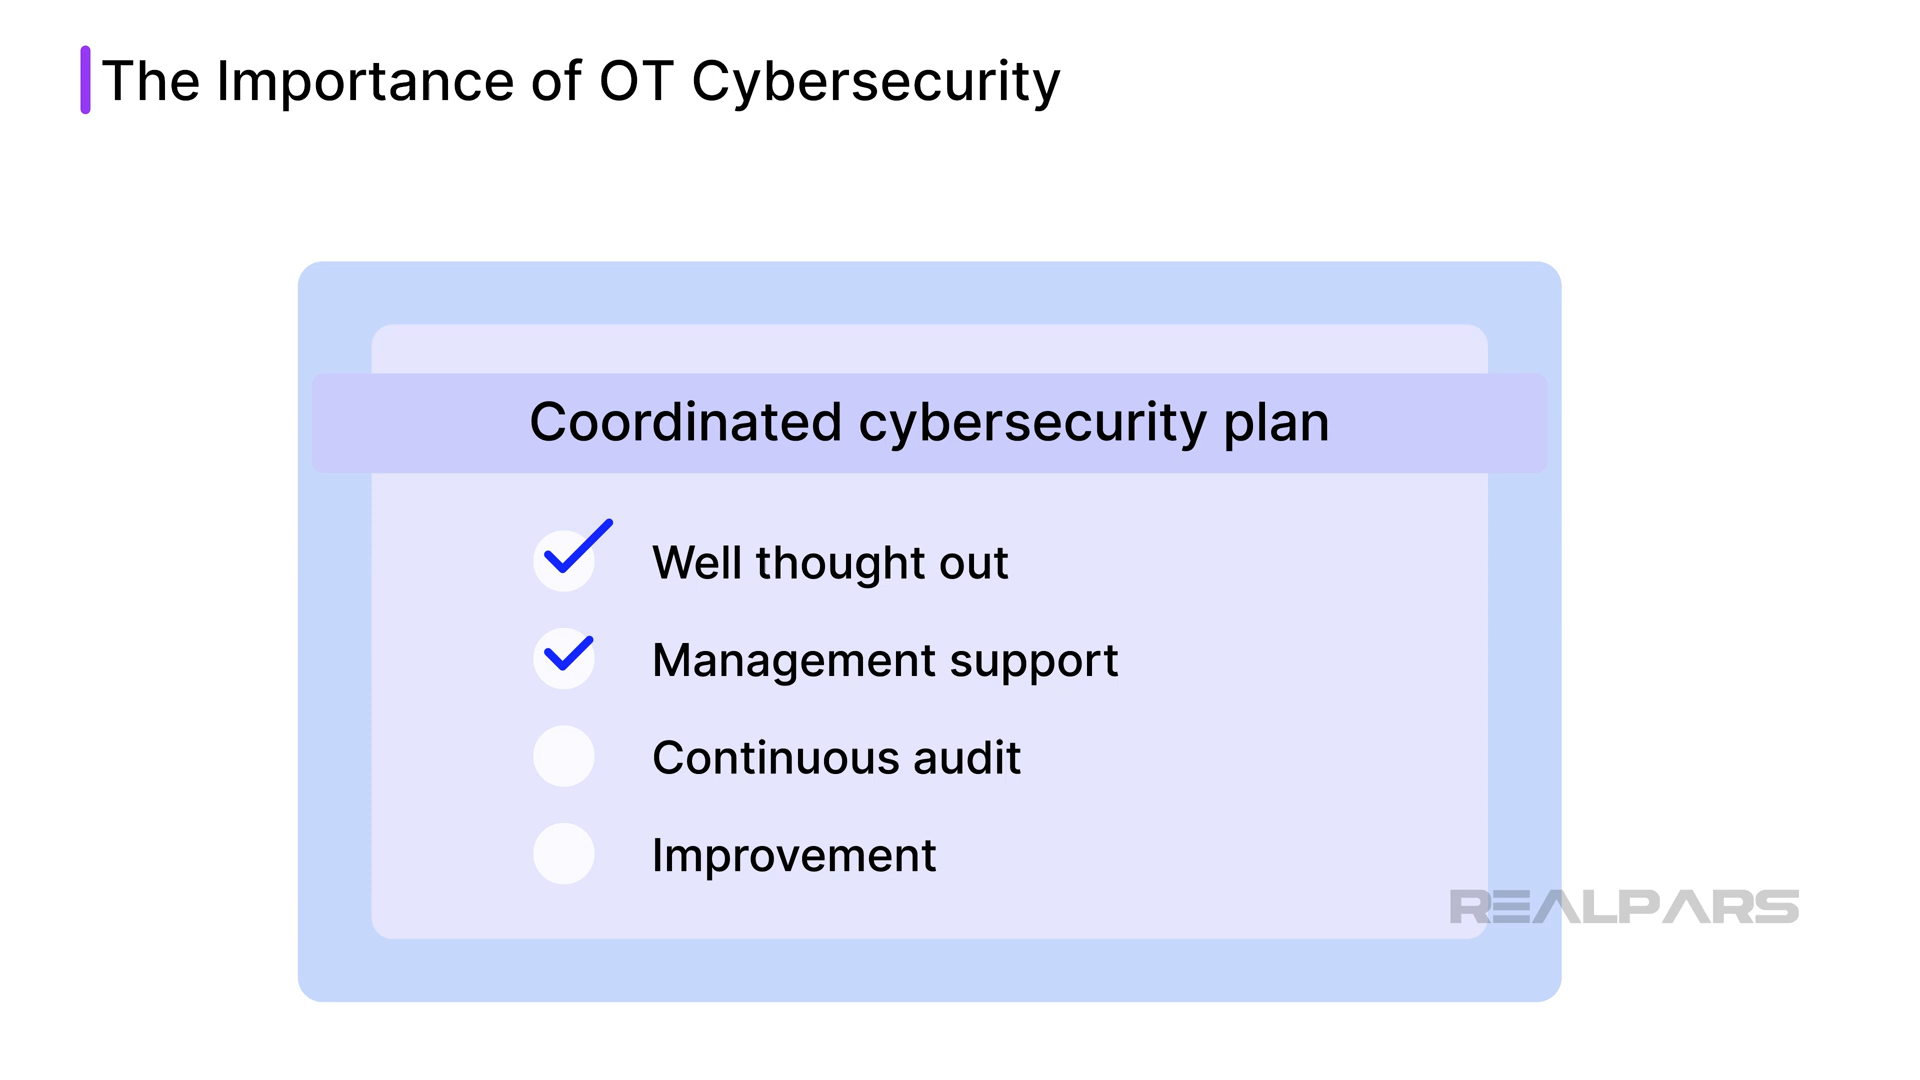 The Importance of OT Cybersecurity
Coordinated cybersecurity plan
Well thought out
Management support
Continuous audit
Improvement
REALPARS